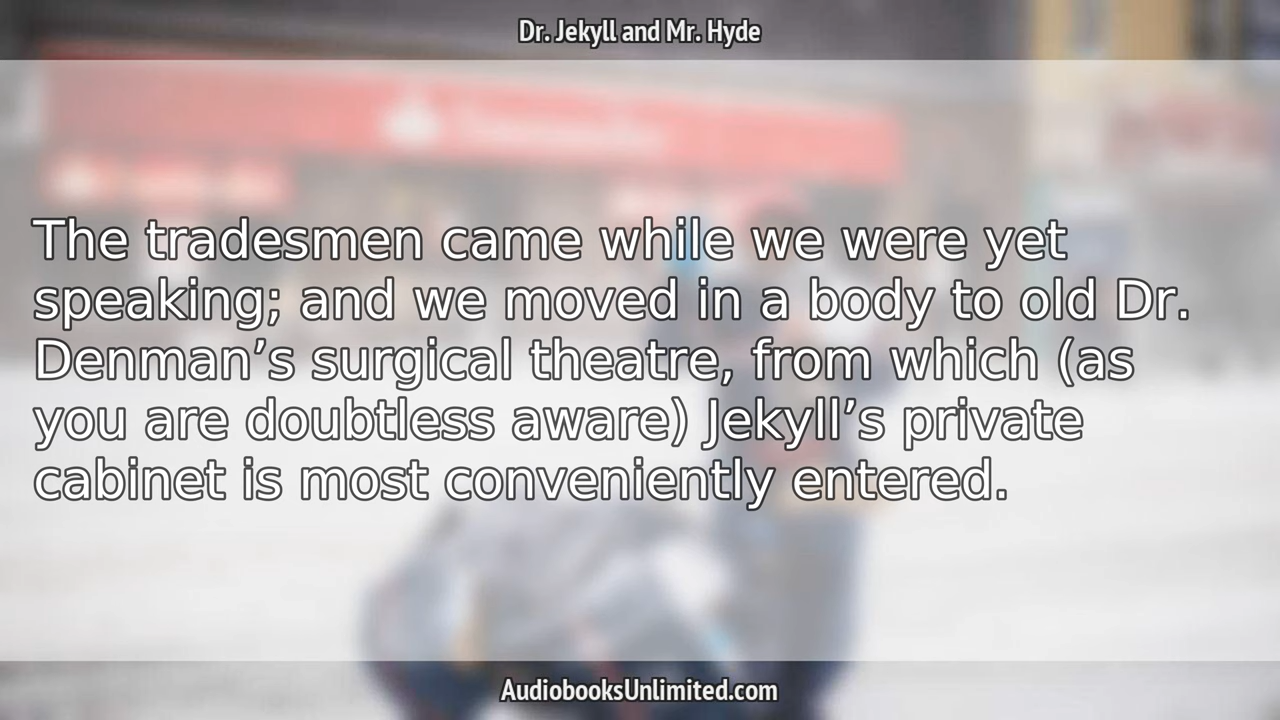 Dr. Jekyll and Mr. Hyde
The tradesmen came while we were yet
speaking; and we moved in a body to old Dr.
Denman’s surgical theatre, from which (as
you are doubtless aware) Jekyll’s private
cabinet is most conveniently entered.
AudiobooksUnlimited.com